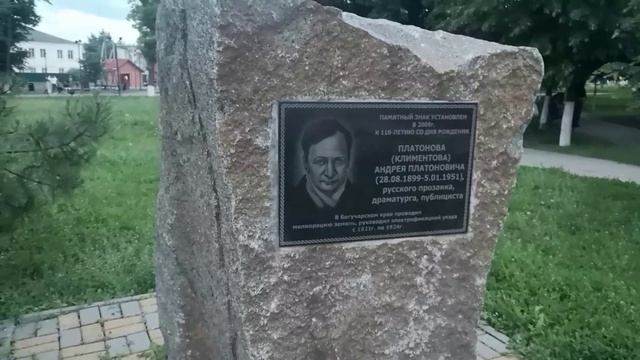 ПАМЯТНЫЙ ЗНАК УСТАНОВЛЕН
В 2009г.
К 110-ЛЕТИЮ СО ДНЯ РОЖДЕНИЯ
ПЛАТОНОВА
(КЛИМЕНТОВА)
АНДРЕЯ ПЛАТОНОВИЧА
(28.08.1899-5.01.1951),
русского прозаика,
драматурга, публициста
В Богучарском крае проводил
мелиорацию земель, руководил электрофикацией уезда
с 1921г. по 1924г.